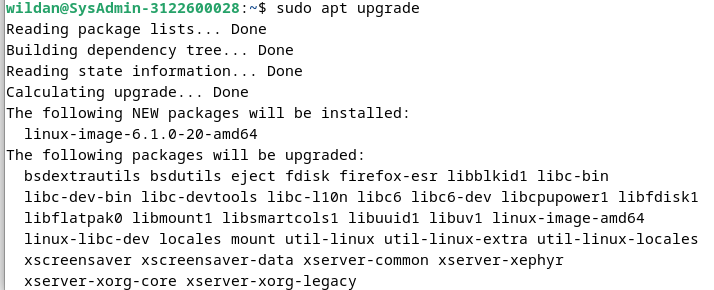 wildan@SysAdmin-3122600028:~$ sudo apt upgrade
Reading package lists... Done
Building dependency tree... Done
Reading state information... Done
Calculating upgrade... Done
The following NEW packages will be installed:
  linux-image-6.1.0-20-amd64
The following packages will be upgraded:
  bsdextrautils bsdutils eject fdisk firefox-esr libblkid1 libc-bin
  libc-dev-bin libc-devtools libc-l10n libc6 libc6-dev libcpupower1 libfdisk1
  libflatpak0 libmount1 libsmartcols1 libuuid1 libuv1 linux-image-amd64
  linux-libc-dev locales mount util-linux util-linux-extra util-linux-locales
  xscreensaver xscreensaver-data xserver-common xserver-xephyr
  xserver-xorg-core xserver-xorg-legacy